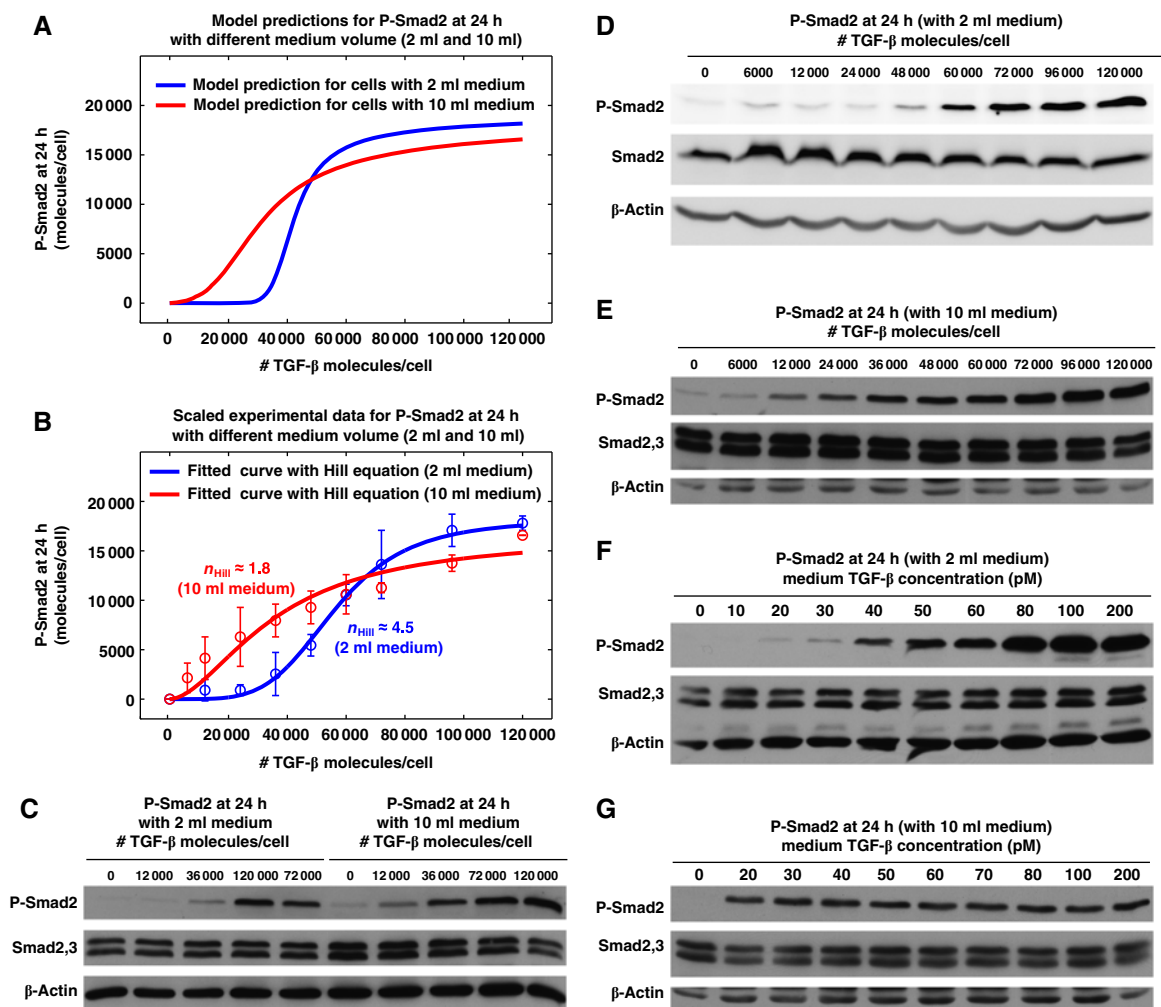 A
Model predictions for P-Smad2 at 24 h
with different medium volume (2 ml and 10 ml)
Model prediction for cells with 2 ml medium
Model prediction for cells with 10 ml medium
20 000
15 000
10 000
5000
0
P-Smad2 at 24 h
(molecules/cell)
0 20 000 40 000 60 000 80 000 100 000 120 000
# TGF-β molecules/cell
B
Scaled experimental data for P-Smad2 at 24 h
with different medium volume (2 ml and 10 ml)
Fitted curve with Hill equation (2 ml medium)
Fitted curve with Hill equation (10 ml medium)
20 000
15 000
10 000
5000
0
P-Smad2 at 24 h
(molecules/cell)
nHill ≈ 1.8
(10 ml meidum)
nHill ≈ 4.5
(2 ml medium)
0 20 000 40 000 60 000 80 000 100 000 120 000
# TGF-β molecules/cell
C
P-Smad2 at 24 h
with 2 ml medium
# TGF-β molecules/cell
P-Smad2 at 24 h
with 10 ml medium
# TGF-β molecules/cell
0 12 000 36 000 120 000 72 000 0 12 000 36 000 72 000 120 000
P-Smad2
Smad2,3
β-Actin
D
P-Smad2 at 24 h (with 2 ml medium)
# TGF-β molecules/cell
0 6000 12 000 24 000 48 000 60 000 72 000 96 000 120 000
P-Smad2
Smad2
β-Actin
E
P-Smad2 at 24 h (with 10 ml medium)
# TGF-β molecules/cell
0 6000 12 000 24 000 36 000 48 000 60 000 72 000 96 000 120 000
P-Smad2
Smad2,3
β-Actin
F
P-Smad2 at 24 h (with 2 ml medium)
medium TGF-β concentration (pM)
0 10 20 30 40 50 60 80 100 200
P-Smad2
Smad2,3
β-Actin
G
P-Smad2 at 24 h (with 10 ml medium)
medium TGF-β concentration (pM)
0 20 30 40 50 60 70 80 100 200
P-Smad2
Smad2,3
β-Actin